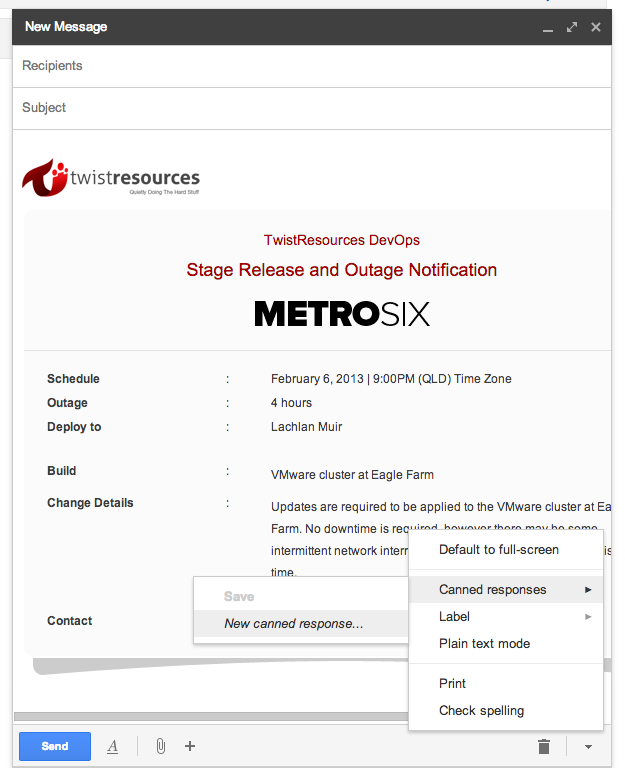 New Message
Recipients
Subject
twistresources
Quietly Doing The Hard Stuff
TwistResources DevOps
Stage Release and Outage Notification
METROSIX
Schedule : February 6, 2013 | 9:00PM (QLD) Time Zone
Outage : 4 hours
Deploy to : Lachlan Muir
Build : VMware cluster at Eagle Farm
Change Details : Updates are required to be applied to the VMware cluster at Ea
Farm. No downtime is required, however there may be some
intermittent network interr
time.
Contact
Save
New canned response...
Default to full-screen
Canned responses
Label
Plain text mode
Print
Check spelling
Send A